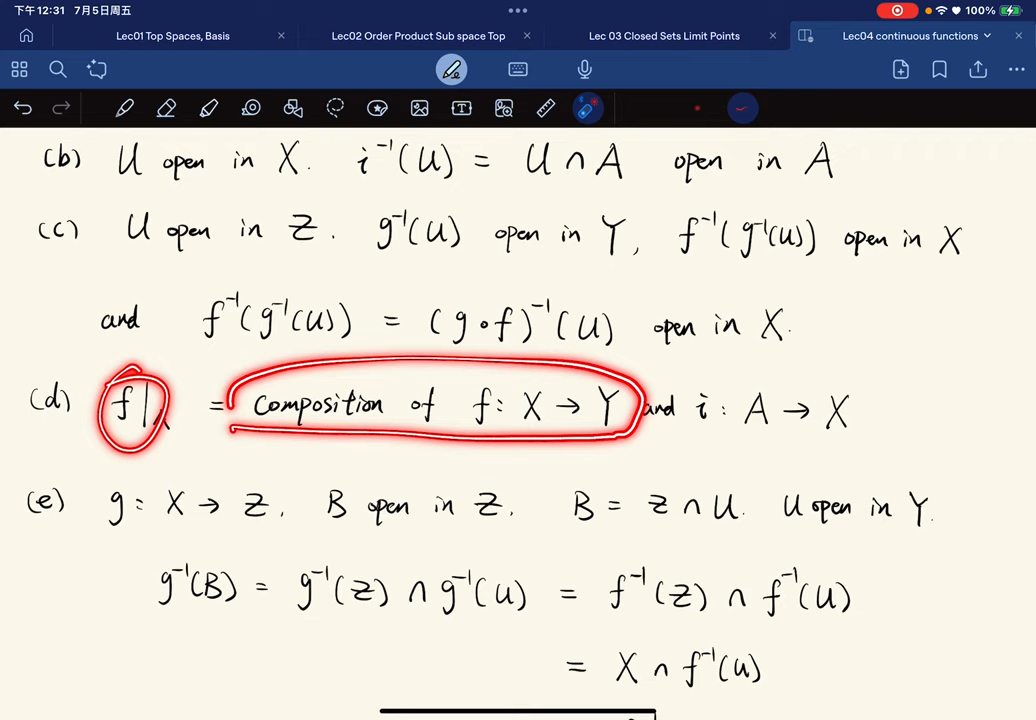 下午12:31 7月5日周五 100%
Lec01 Top Spaces, Basis Lec02 Order Product Sub space Top Lec 03 Closed Sets Limit Points Lec04 continuous functions
(b) U open in X. i⁻¹(U) = U ∩ A open in A
(c) U open in Z. g⁻¹(U) open in Y, f⁻¹(g⁻¹(U)) open in X
and f⁻¹(g⁻¹(U)) = (g∘f)⁻¹(U) open in X.
(d) f|A = Composition of f: X → Y and i: A → X
(e) g: X → Z. B open in Z. B = Z ∩ U. U open in Y.
g⁻¹(B) = g⁻¹(Z) ∩ g⁻¹(U) = f⁻¹(Z) ∩ f⁻¹(U)
= X ∩ f⁻¹(U)